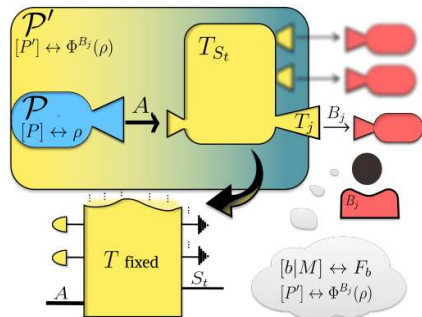 𝒫'
[P'] ↔ Φ^{B_j}(ρ)
T_{S_t}
𝒫
[P] ↔ ρ
A
T_j
B_j
B_j
T fixed
A
S_t
[b|M] ↔ F_b
[P'] ↔ Φ^{B_j}(ρ)